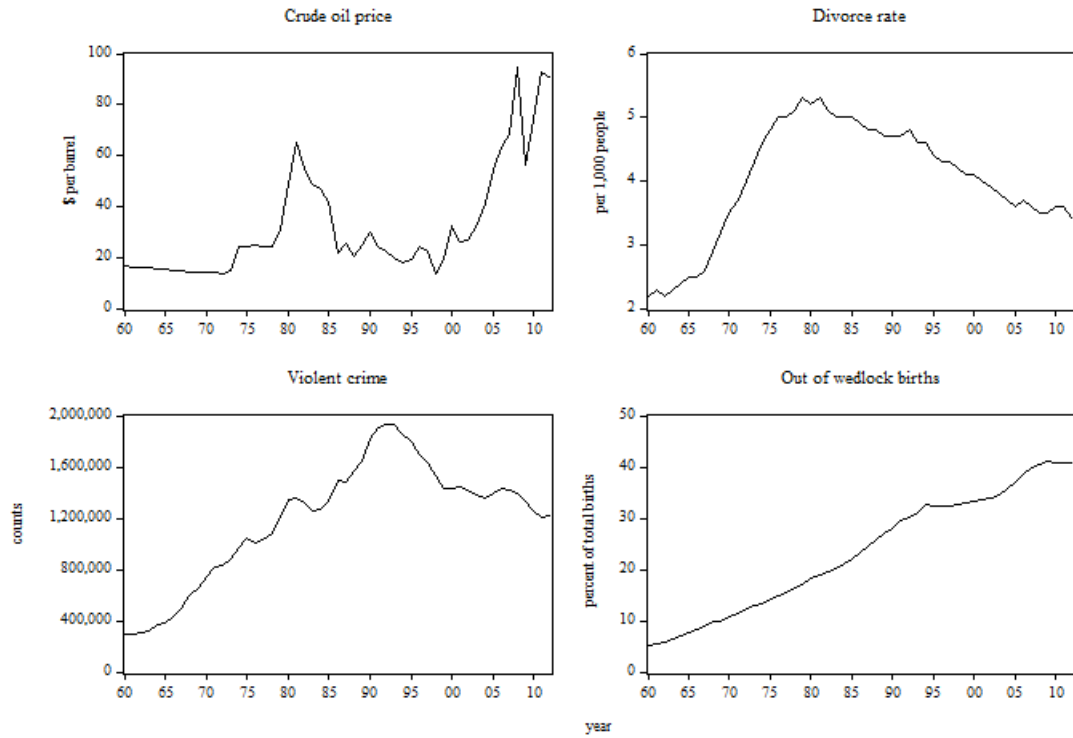 Crude oil price
$ per barrel
100
80
60
40
20
0
60 65 70 75 80 85 90 95 00 05 10
Divorce rate
per 1,000 people
6
5
4
3
2
60 65 70 75 80 85 90 95 00 05 10
Violent crime
counts
2,000,000
1,600,000
1,200,000
800,000
400,000
0
60 65 70 75 80 85 90 95 00 05 10
Out of wedlock births
percent of total births
50
40
30
20
10
0
60 65 70 75 80 85 90 95 00 05 10
year